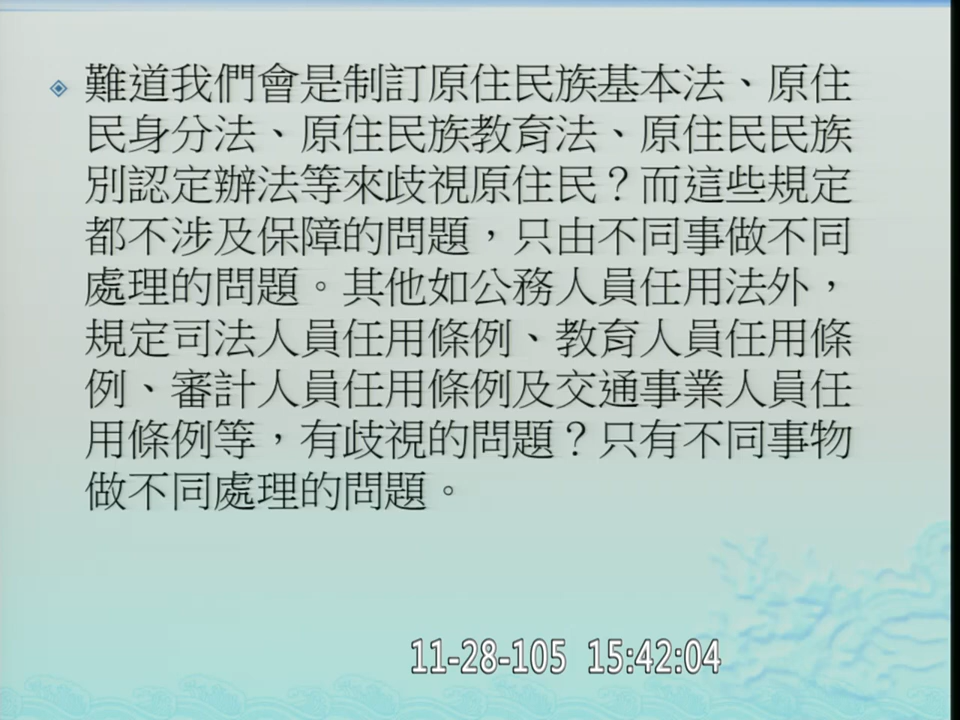 難道我們會是制訂原住民族基本法、原住
民身分法、原住民族教育法、原住民民族
別認定辦法等來歧視原住民？而這些規定
都不涉及保障的問題，只由不同事做不同
處理的問題。其他如公務人員任用法外，
規定司法人員任用條例、教育人員任用條
例、審計人員任用條例及交通事業人員任
用條例等，有歧視的問題？只有不同事物
做不同處理的問題。
11-28-105 15:42:04